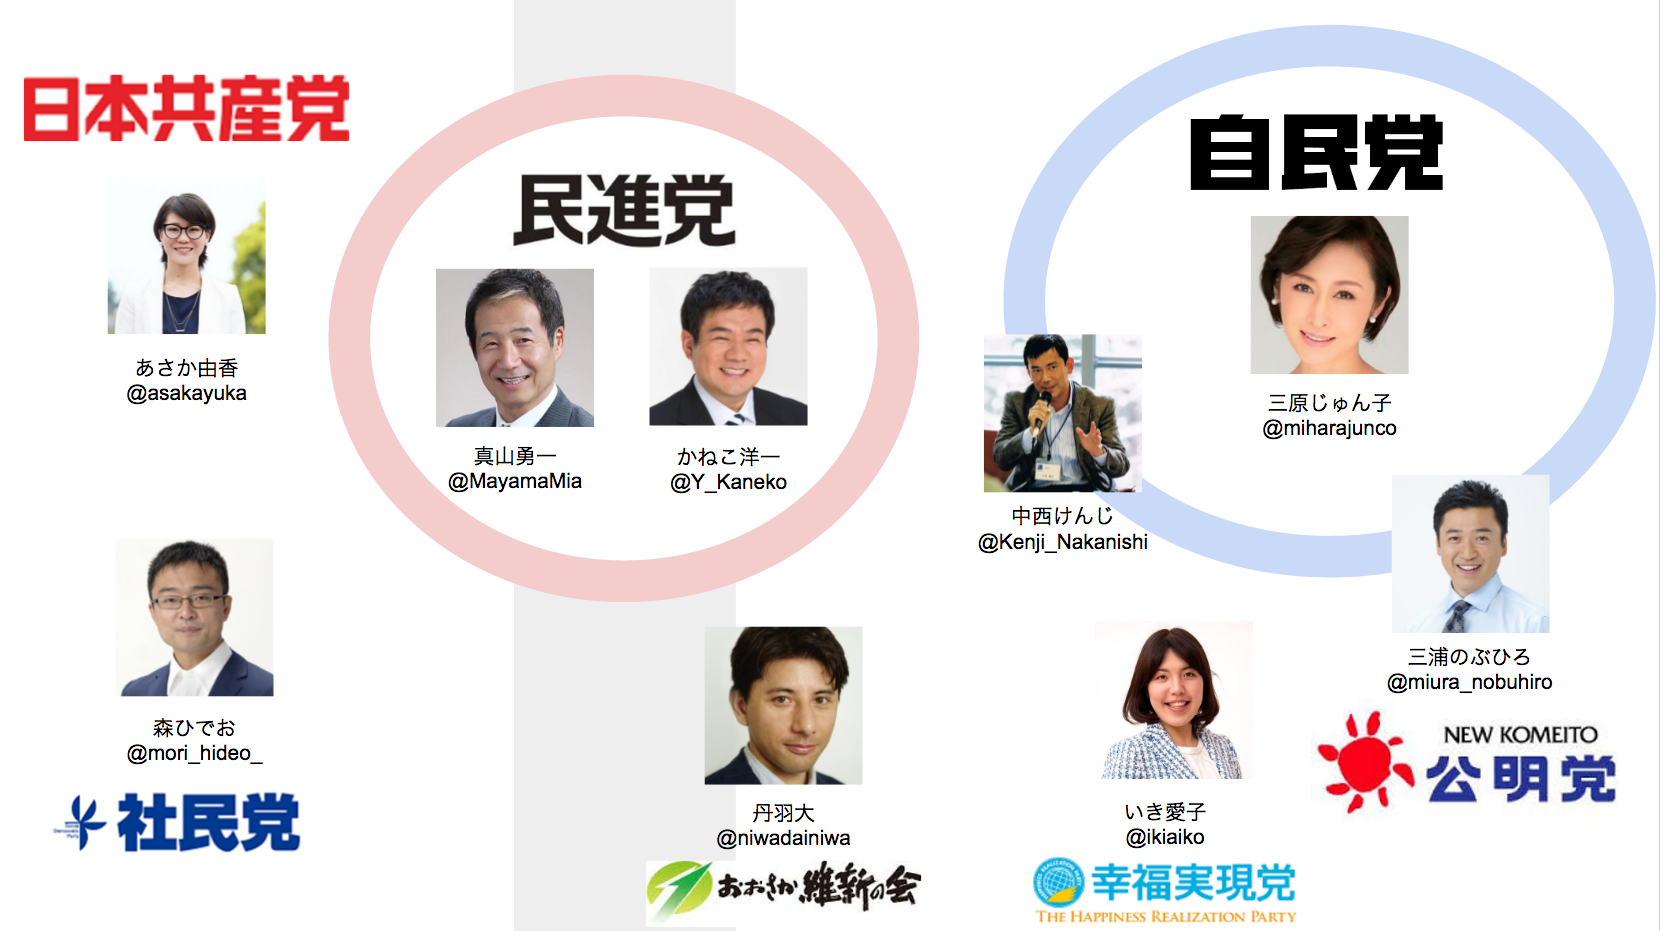 日本共産党
あさか由香
@asakayuka
民進党
真山勇一
@MayamaMia
かねこ洋一
@Y_Kaneko
自民党
三原じゅん子
@miharajunco
中西けんじ
@Kenji_Nakanishi
三浦のぶひろ
@miura_nobuhiro
NEW KOMEITO
公明党
森ひでお
@mori_hideo_
Social
Democratic
Party
社民党
丹羽大
@niwadainiwa
おおさか維新の会
いき愛子
@ikiaiko
幸福実現党
THE HAPPINESS REALIZATION PARTY